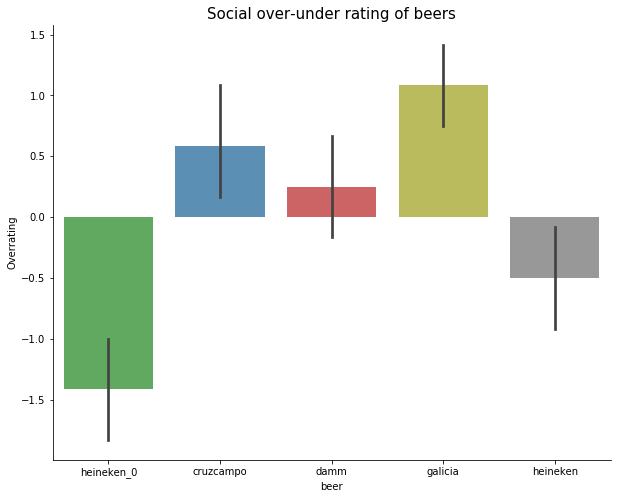 Social over-under rating of beers
1.5
1.0
0.5
0.0
−0.5
−1.0
−1.5
Overrating
heineken_0 cruzcampo damm galicia heineken
beer